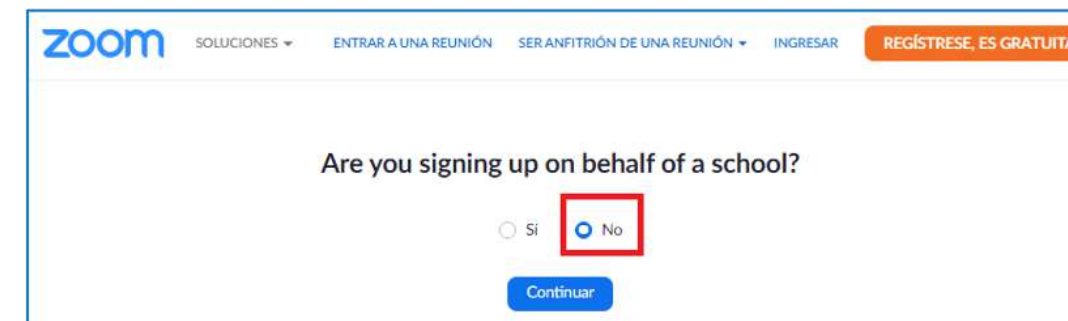 zoom SOLUCIONES ENTRAR A UNA REUNIÓN SER ANFITRIÓN DE UNA REUNIÓN INGRESAR REGÍSTRESE, ES GRATUITA
Are you signing up on behalf of a school?
Sí No
Continuar